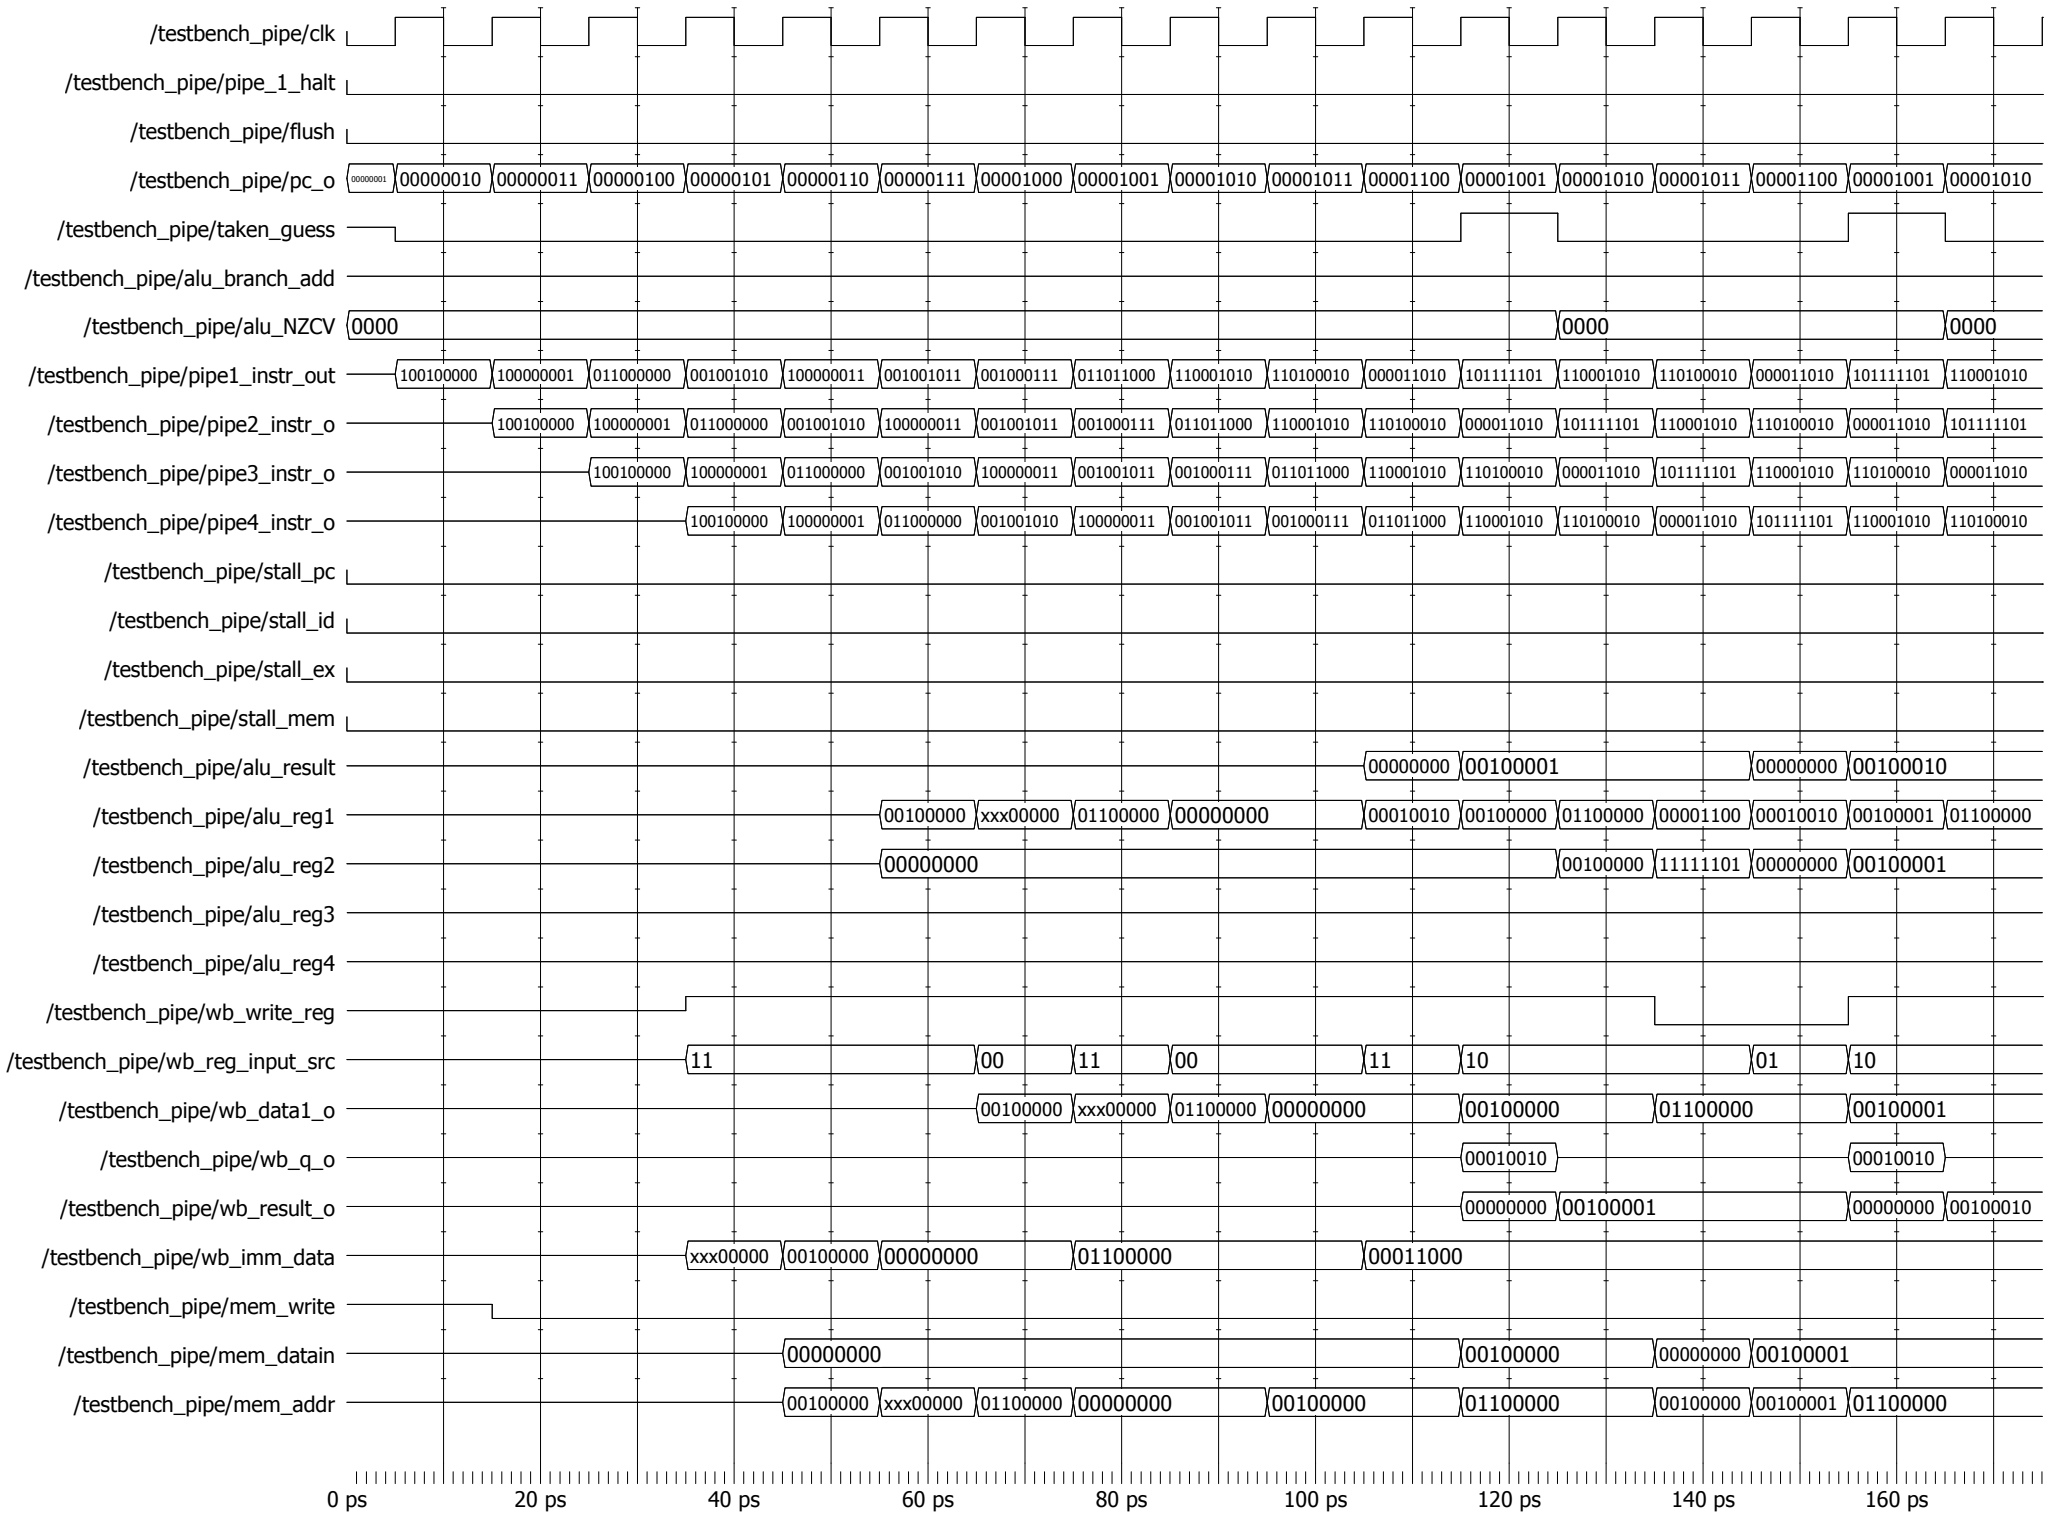 /testbench_pipe/clk
/testbench_pipe/pipe_1_halt
/testbench_pipe/flush
/testbench_pipe/pc_o 00000001 00000010 00000011 00000100 00000101 00000110 00000111 00001000 00001001 00001010 00001011 00001100 00001001 00001010 00001011 00001100 00001001 00001010
/testbench_pipe/taken_guess
/testbench_pipe/alu_branch_add
/testbench_pipe/alu_NZCV 0000 0000 0000
/testbench_pipe/pipe1_instr_out 100100000 100000001 011000000 001001010 100000011 001001011 001000111 011011000 110001010 110100010 000011010 101111101 110001010 110100010 000011010 101111101 110001010
/testbench_pipe/pipe2_instr_o 100100000 100000001 011000000 001001010 100000011 001001011 001000111 011011000 110001010 110100010 000011010 101111101 110001010 110100010 000011010 101111101
/testbench_pipe/pipe3_instr_o 100100000 100000001 011000000 001001010 100000011 001001011 001000111 011011000 110001010 110100010 000011010 101111101 110001010 110100010 000011010
/testbench_pipe/pipe4_instr_o 100100000 100000001 011000000 001001010 100000011 001001011 001000111 011011000 110001010 110100010 000011010 101111101 110001010 110100010
/testbench_pipe/stall_pc
/testbench_pipe/stall_id
/testbench_pipe/stall_ex
/testbench_pipe/stall_mem
/testbench_pipe/alu_result 00000000 00100001 00000000 00100010
/testbench_pipe/alu_reg1 00100000 xxx00000 01100000 00000000 00010010 00100000 01100000 00001100 00010010 00100001 01100000
/testbench_pipe/alu_reg2 00000000 00100000 11111101 00000000 00100001
/testbench_pipe/alu_reg3
/testbench_pipe/alu_reg4
/testbench_pipe/wb_write_reg
/testbench_pipe/wb_reg_input_src 11 00 11 00 11 10 01 10
/testbench_pipe/wb_data1_o 00100000 xxx00000 01100000 00000000 00100000 01100000 00100001
/testbench_pipe/wb_q_o 00010010 00010010
/testbench_pipe/wb_result_o 00000000 00100001 00000000 00100010
/testbench_pipe/wb_imm_data xxx00000 00100000 00000000 01100000 00011000
/testbench_pipe/mem_write
/testbench_pipe/mem_datain 00000000 00100000 00000000 00100001
/testbench_pipe/mem_addr 00100000 xxx00000 01100000 00000000 00100000 01100000 00100000 00100001 01100000
0 ps 20 ps 40 ps 60 ps 80 ps 100 ps 120 ps 140 ps 160 ps